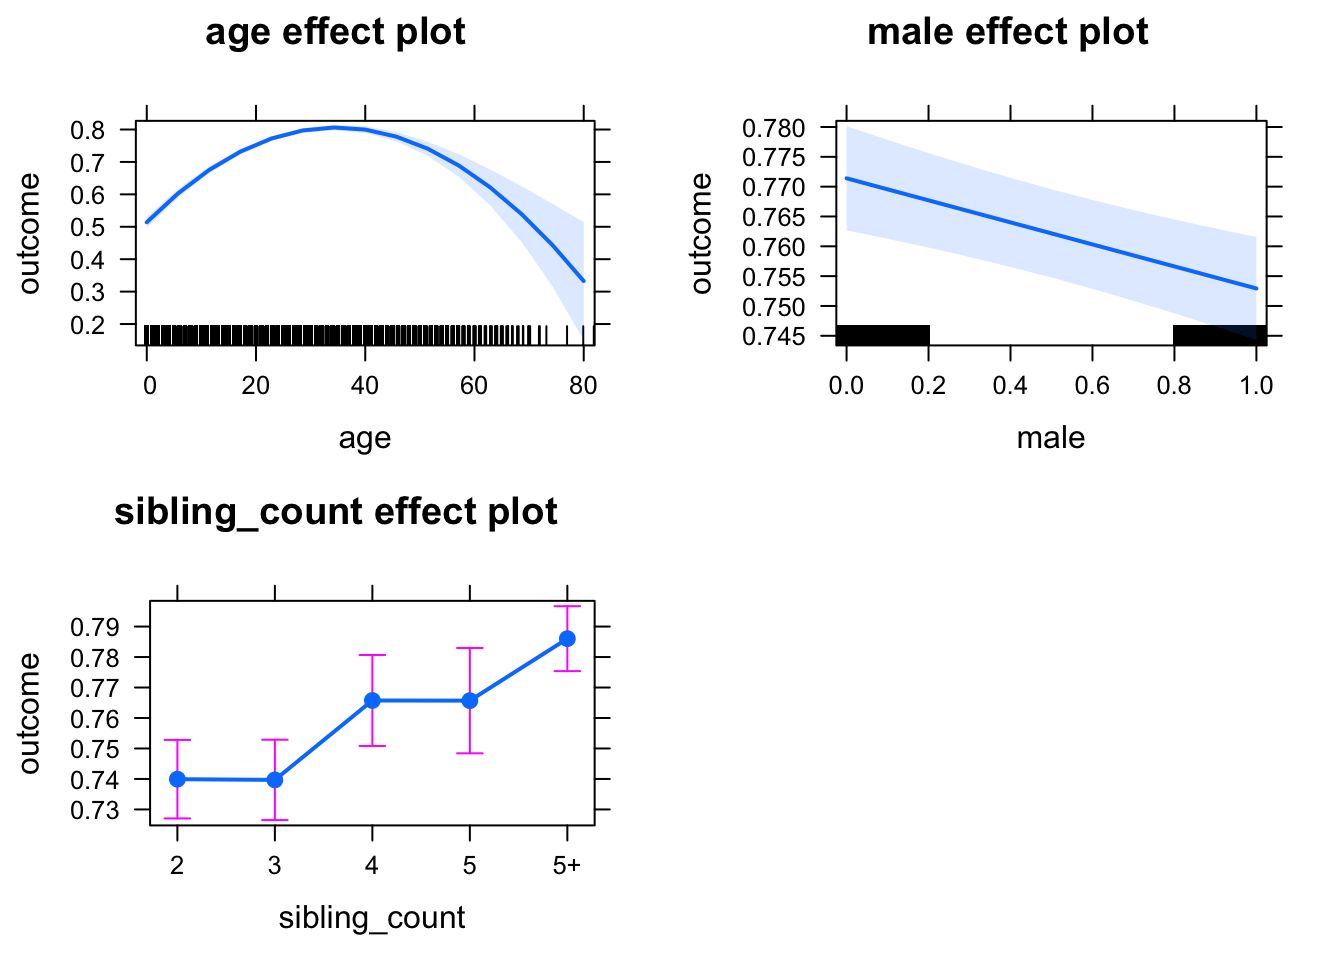 age effect plot
outcome
0.8
0.7
0.6
0.5
0.4
0.3
0.2
0 20 40 60 80
age
male effect plot
outcome
0.780
0.775
0.770
0.765
0.760
0.755
0.750
0.745
0.0 0.2 0.4 0.6 0.8 1.0
male
sibling_count effect plot
outcome
0.79
0.78
0.77
0.76
0.75
0.74
0.73
2 3 4 5 5+
sibling_count